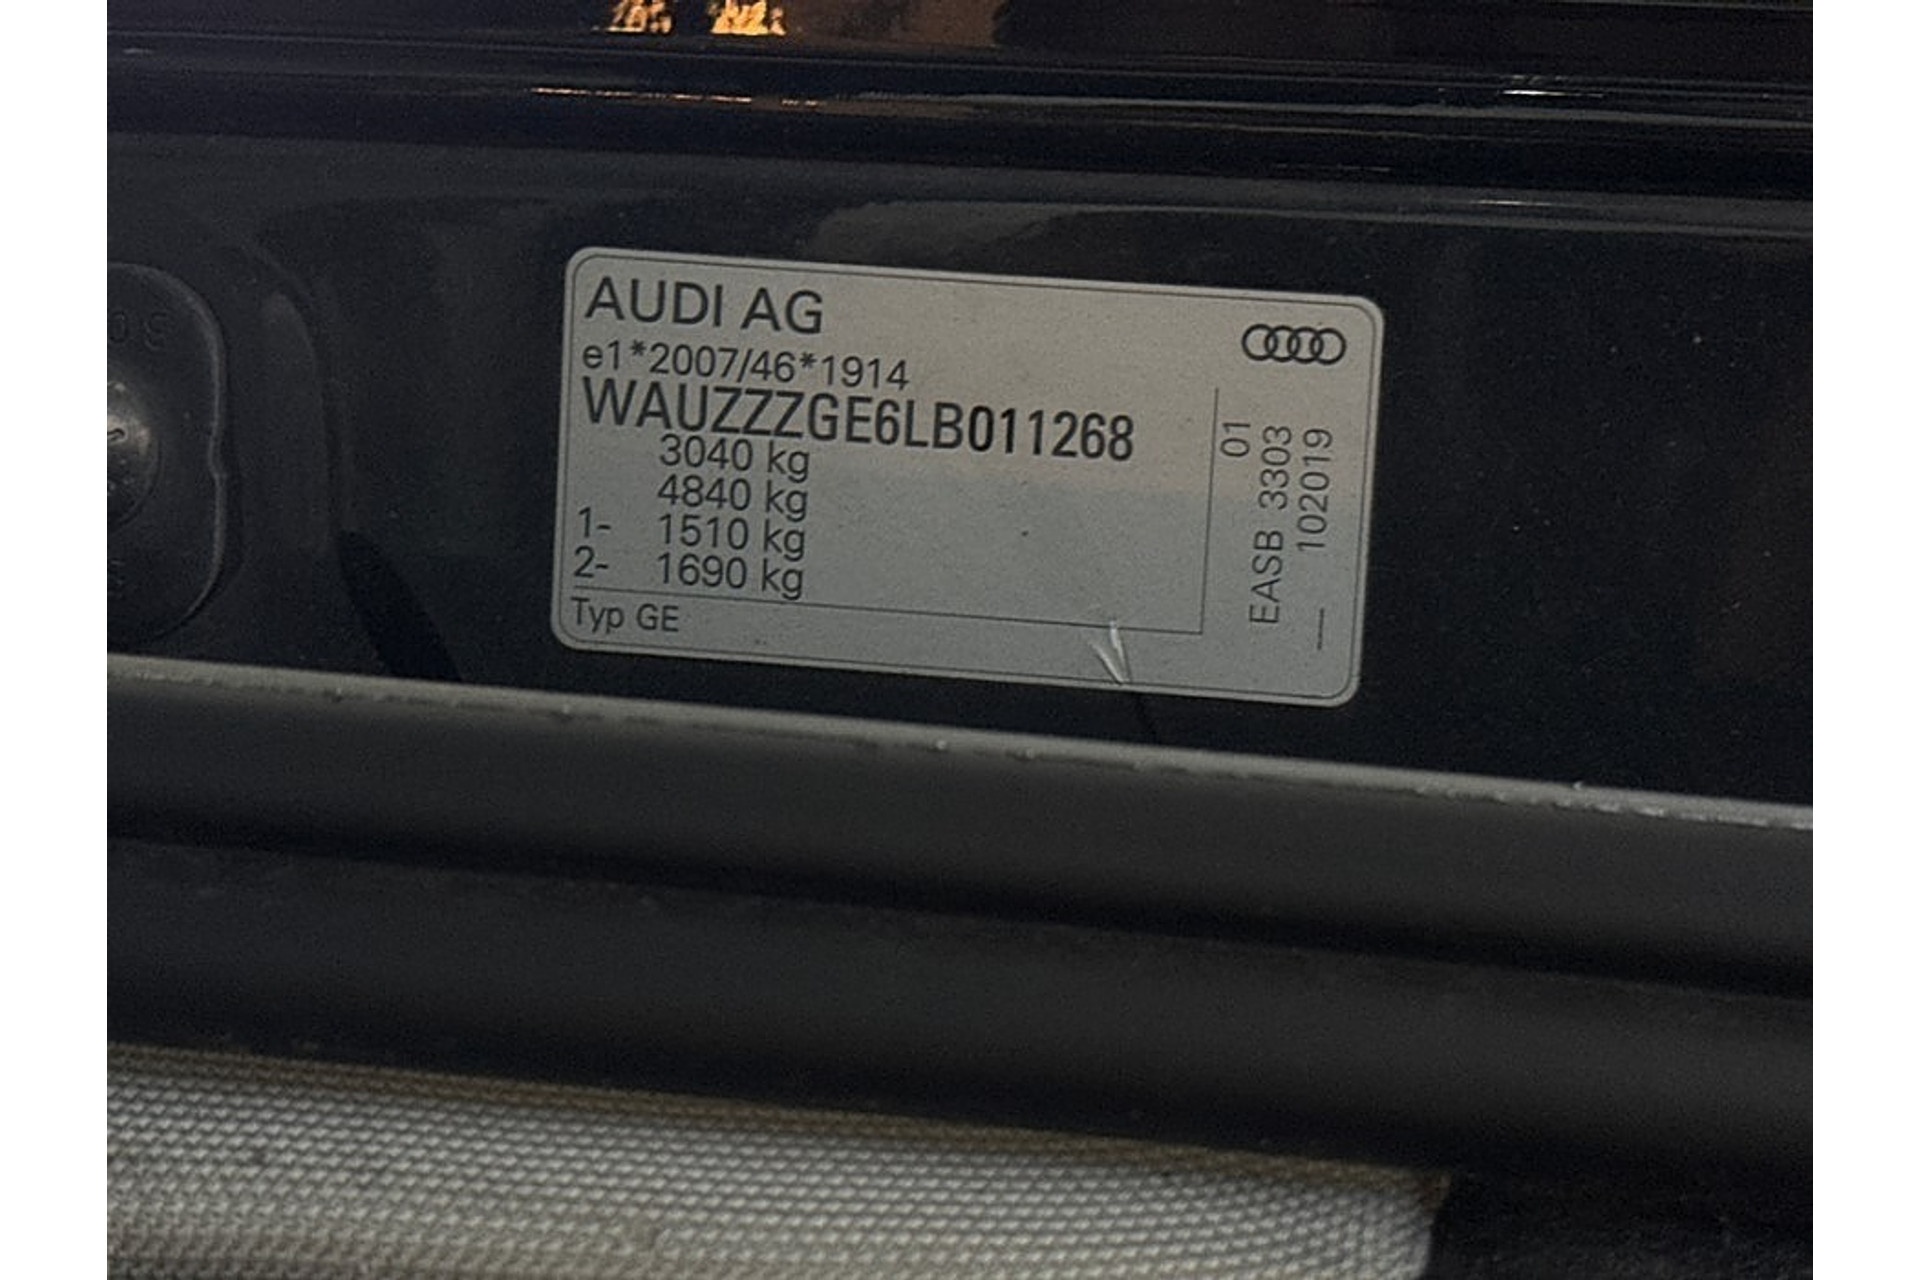 AUDI AG
e1*2007/46*1914
WAUZZZGE6LB011268
3040 kg
4840 kg
1- 1510 kg
2- 1690 kg
Typ GE
01
EASB 3303
— 102019